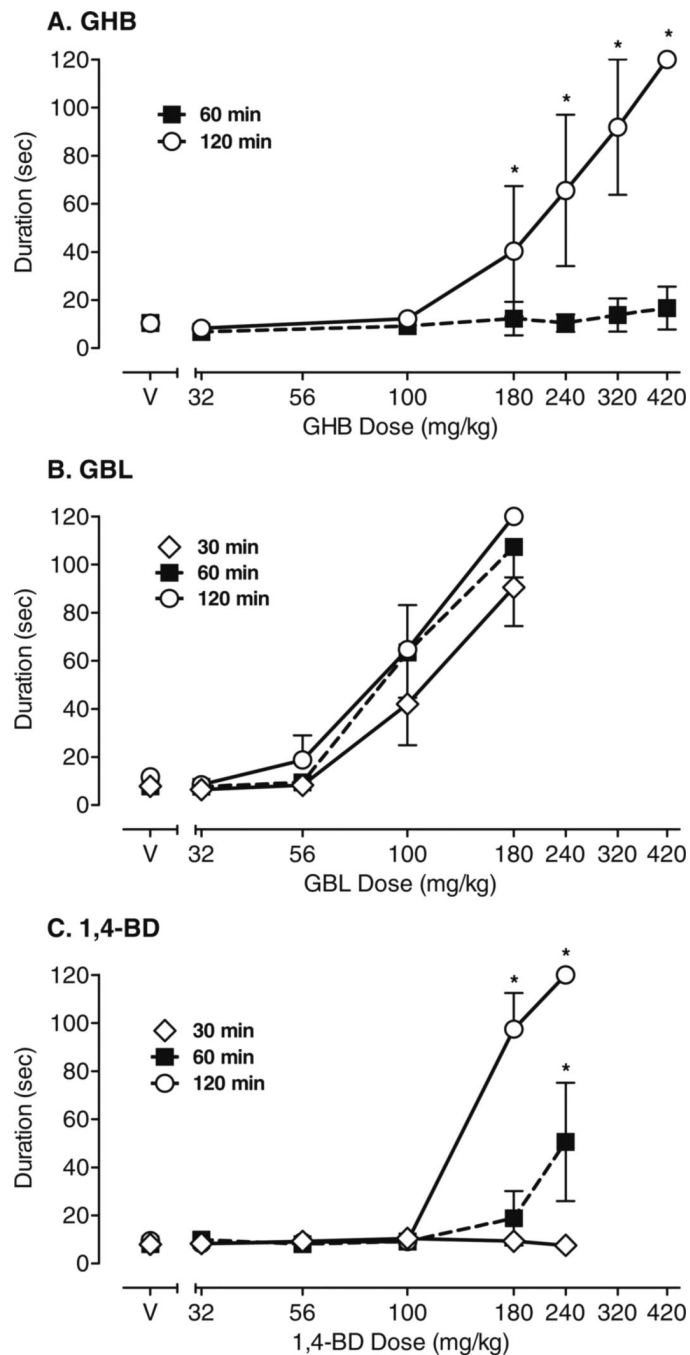 A. GHB
* * * *
120
100
80
60
40
20
0
Duration (sec)
60 min
120 min
V 32 56 100 180 240 320 420
GHB Dose (mg/kg)
B. GBL
120
100
80
60
40
20
0
Duration (sec)
30 min
60 min
120 min
V 32 56 100 180 240 320 420
GBL Dose (mg/kg)
C. 1,4-BD
* * *
120
100
80
60
40
20
0
Duration (sec)
30 min
60 min
120 min
V 32 56 100 180 240 320 420
1,4-BD Dose (mg/kg)